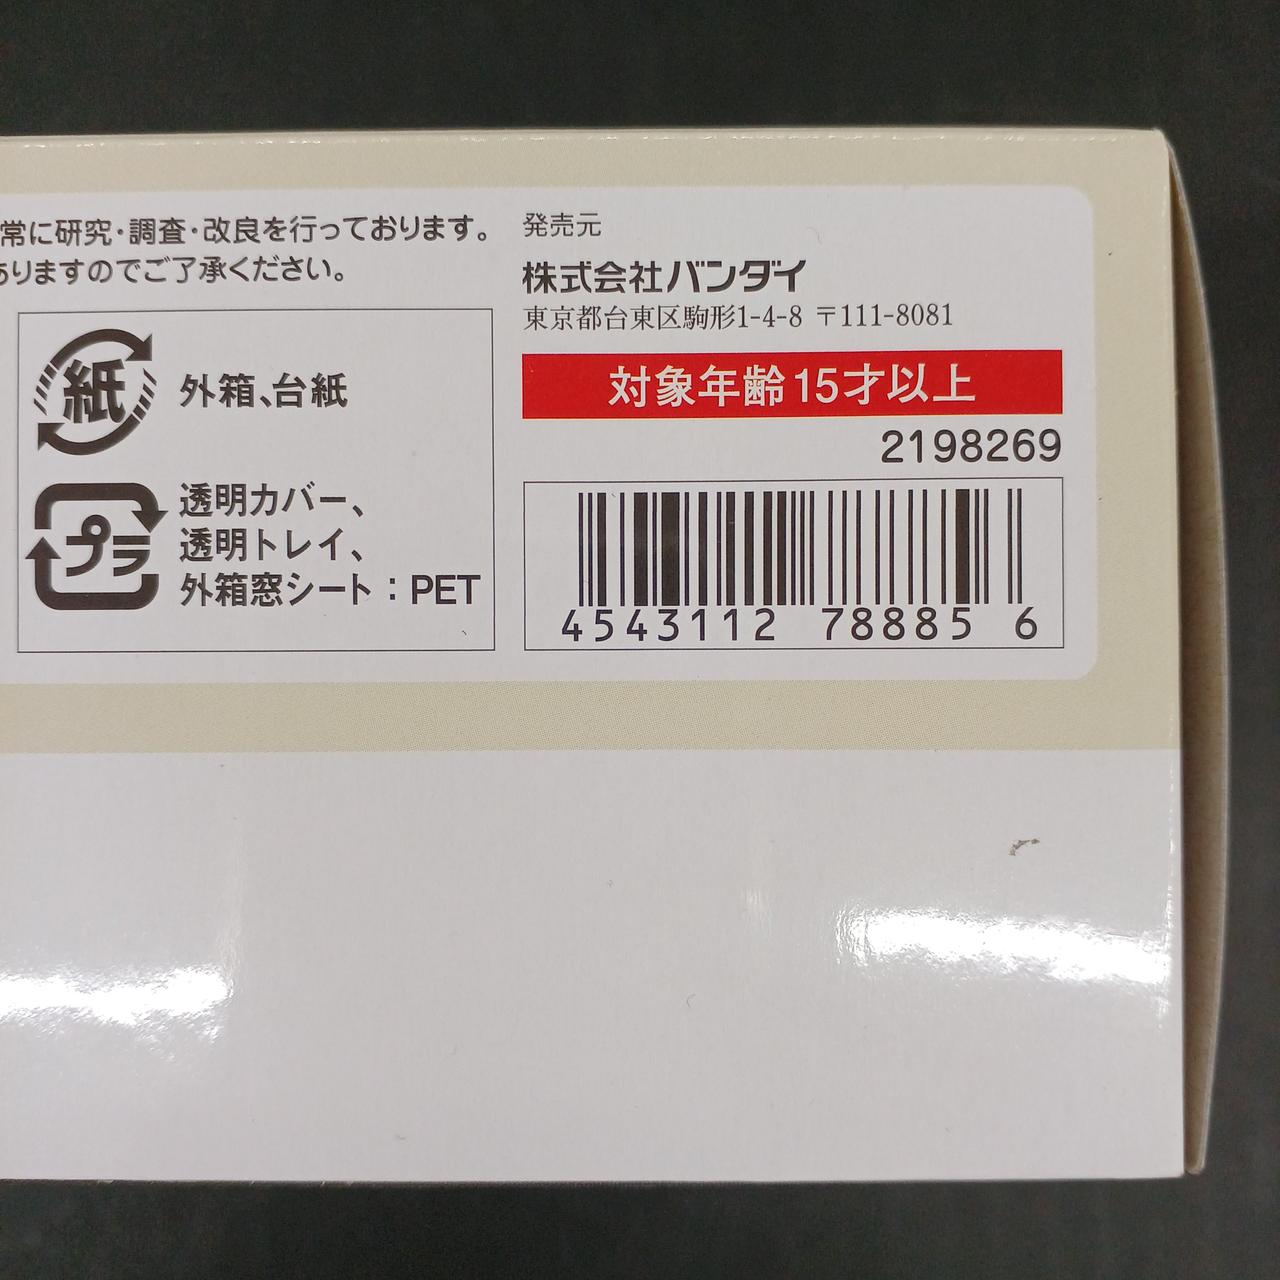 常に研究・調査・改良を行っております。
ありますのでご了承ください。
紙
外箱、台紙
プラ
透明カバー、
透明トレイ、
外箱窓シート：PET
発売元
株式会社バンダイ
東京都台東区駒形1-4-8 〒111-8081
対象年齢15才以上
2198269
4543112 78885 6